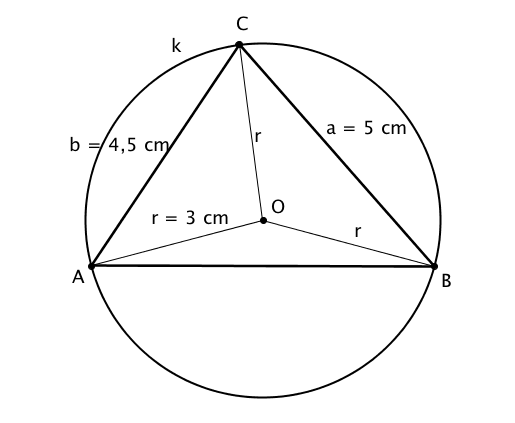 C
k
a = 5 cm
r
b = 4,5 cm
O
r = 3 cm
r
A
B